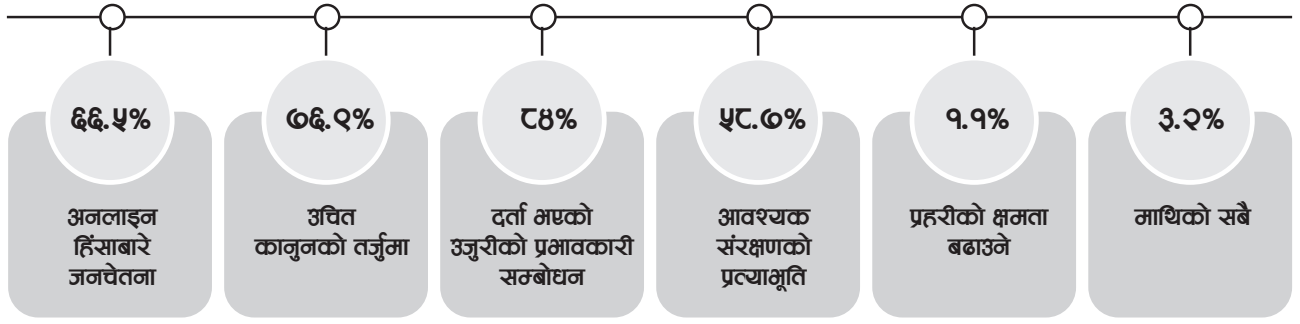 ६६.५%
अनलाइन
हिंसाबारे
जनचेतना
७६.९%
उचित
कानुनको तर्जुमा
८४%
दर्ता भएको
उजुरीको प्रभावकारी
सम्बोधन
५८.७%
आवश्यक
संरक्षणको
प्रत्याभूति
१.१%
प्रहरीको क्षमता
बढाउने
३.२%
माथिको सबै